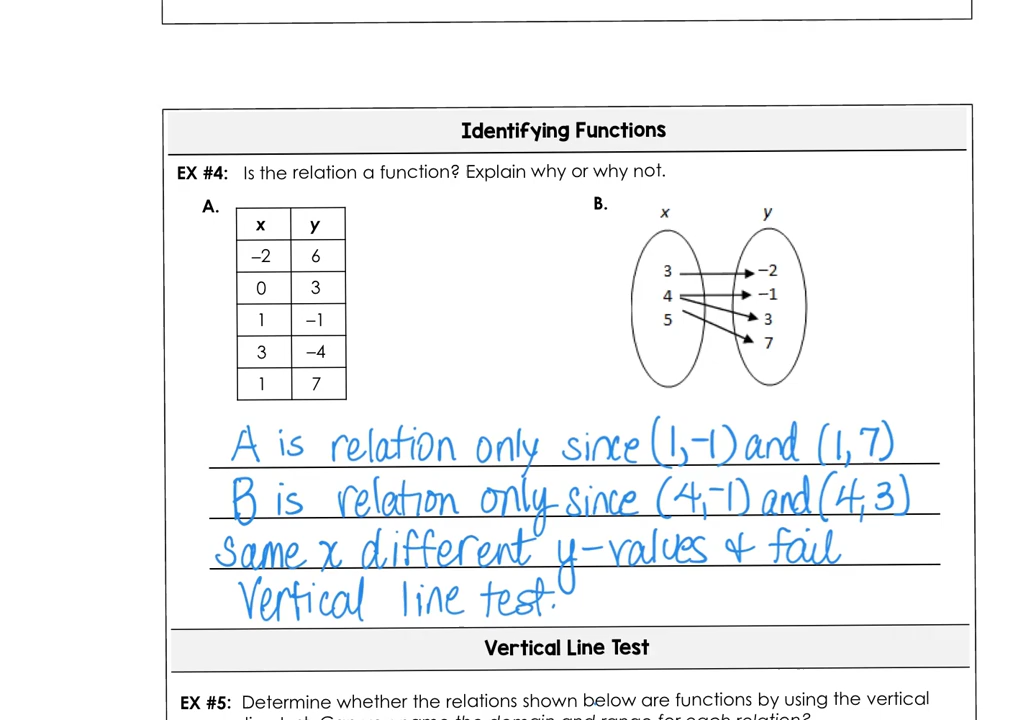 Identifying Functions
EX #4: Is the relation a function? Explain why or why not.
A.
x y
–2 6
0 3
1 –1
3 –4
1 7
B.
x y
3 –2
4 –1
5 3
7
A is relation only since (1,-1) and (1,7)
B is relation only since (4,-1) and (4,3)
same x different y-values & fail
Vertical line test.
Vertical Line Test
EX #5: Determine whether the relations shown below are functions by using the vertical